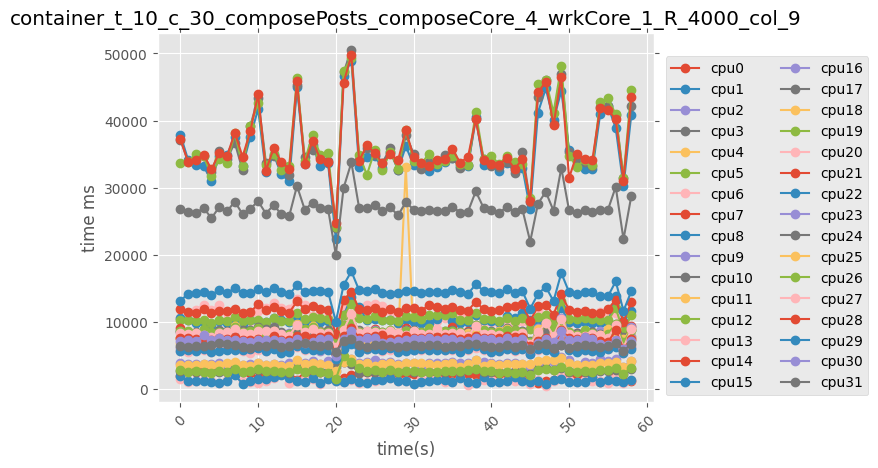 container_t_10_c_30_composePosts_composeCore_4_wrkCore_1_R_4000_col_9
50000
40000
30000
20000
10000
0
time ms
0 10 20 30 40 50 60
time(s)
cpu0 cpu16
cpu1 cpu17
cpu2 cpu18
cpu3 cpu19
cpu4 cpu20
cpu5 cpu21
cpu6 cpu22
cpu7 cpu23
cpu8 cpu24
cpu9 cpu25
cpu10 cpu26
cpu11 cpu27
cpu12 cpu28
cpu13 cpu29
cpu14 cpu30
cpu15 cpu31